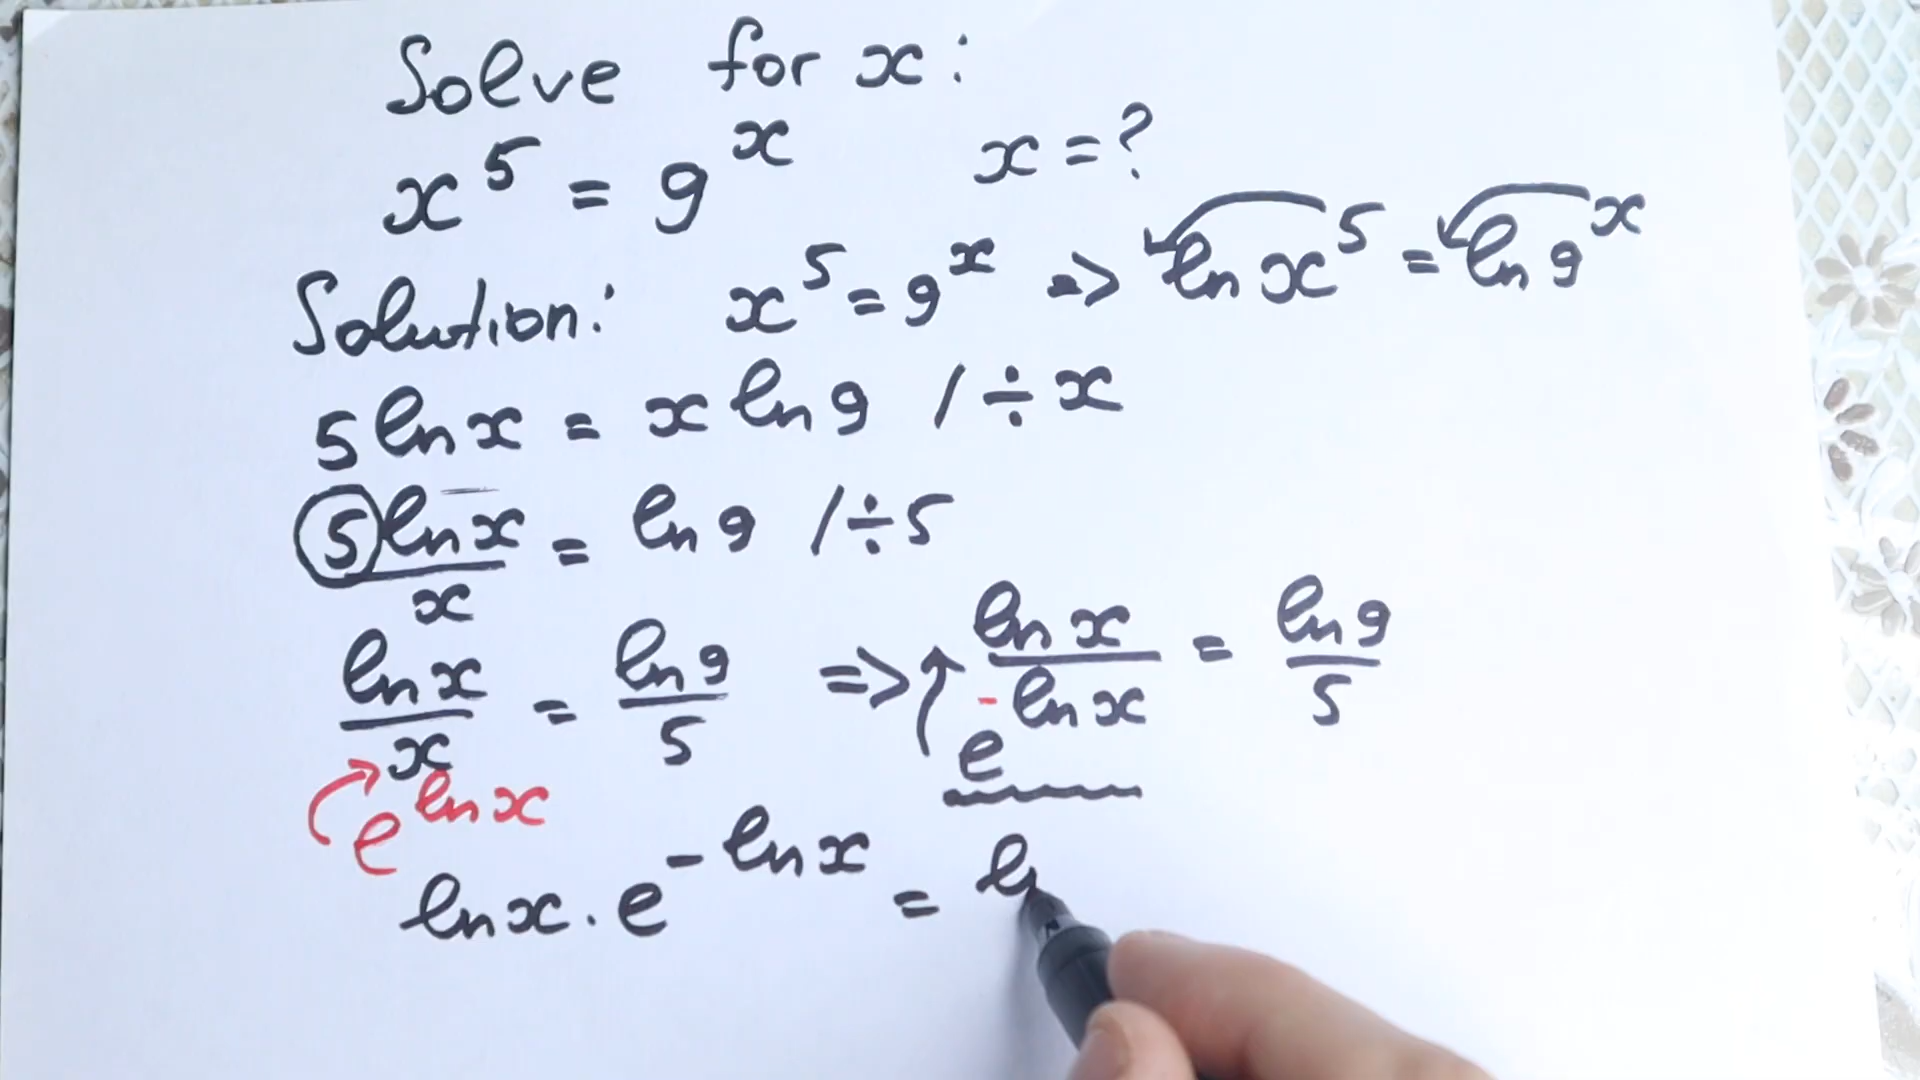 Solve for x:
x^5 = 9^x x = ?
Solution: x^5 = 9^x => ln x^5 = ln 9^x
5 ln x = x ln 9 / ÷ x
5 ln x / x = ln 9 / ÷ 5
ln x / x = ln 9 / 5 => ln x / e^- ln x = ln 9 / 5
e^ln x
ln x · e^- ln x = ln